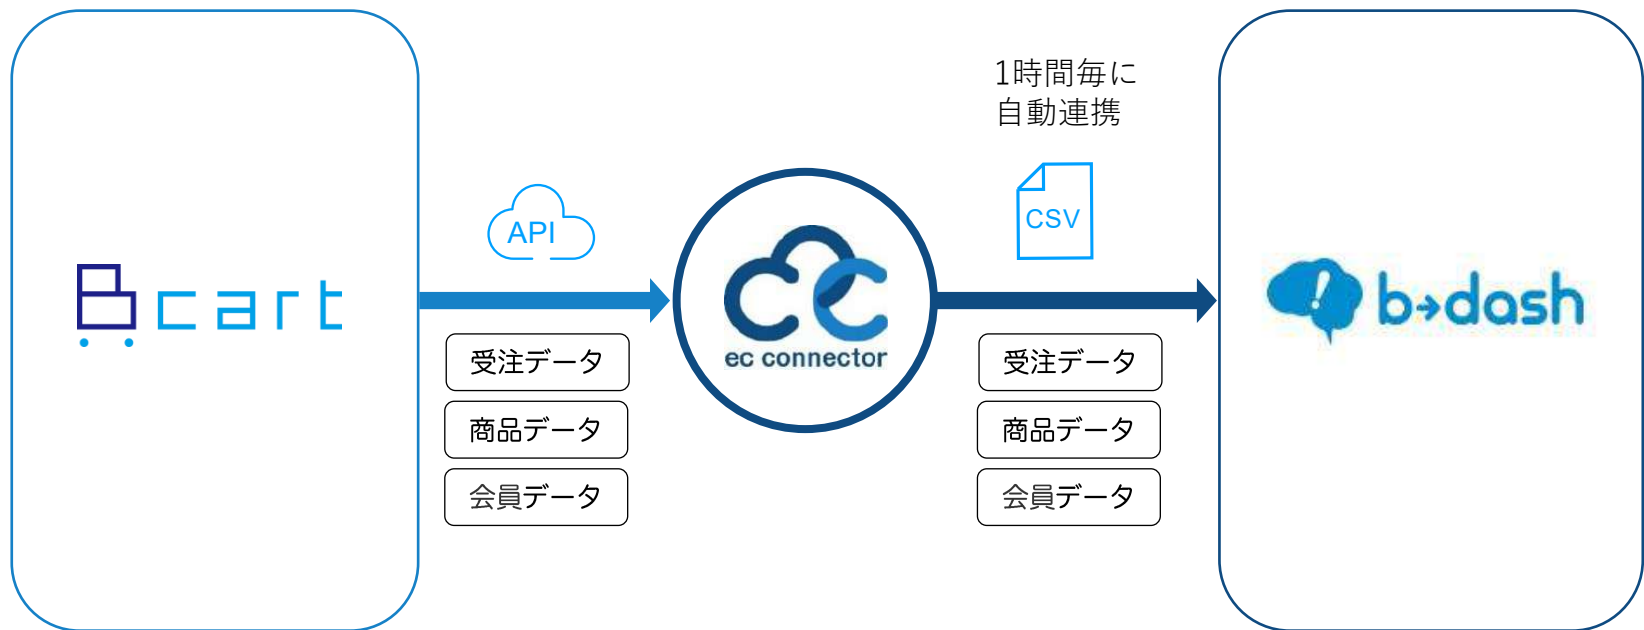 Bcart
API
受注データ
商品データ
会員データ
ec connector
1時間毎に
自動連携
CSV
受注データ
商品データ
会員データ
b→dash